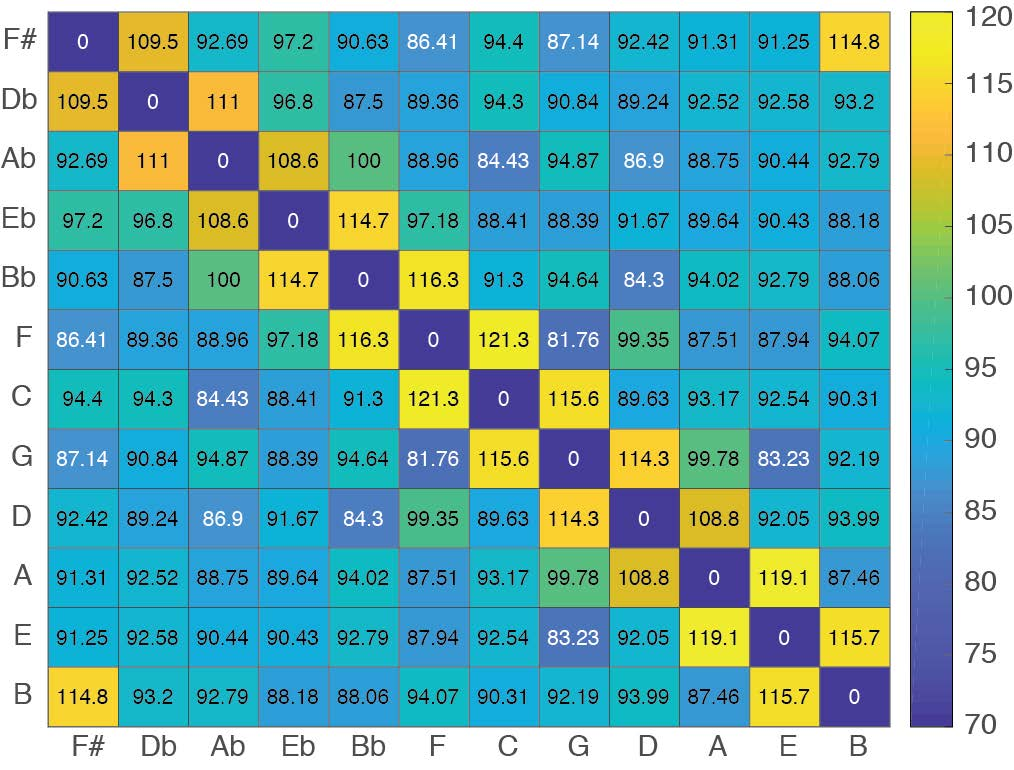 F# 0 109.5 92.69 97.2 90.63 86.41 94.4 87.14 92.42 91.31 91.25 114.8
Db 109.5 0 111 96.8 87.5 89.36 94.3 90.84 89.24 92.52 92.58 93.2
Ab 92.69 111 0 108.6 100 88.96 84.43 94.87 86.9 88.75 90.44 92.79
Eb 97.2 96.8 108.6 0 114.7 97.18 88.41 88.39 91.67 89.64 90.43 88.18
Bb 90.63 87.5 100 114.7 0 116.3 91.3 94.64 84.3 94.02 92.79 88.06
F 86.41 89.36 88.96 97.18 116.3 0 121.3 81.76 99.35 87.51 87.94 94.07
C 94.4 94.3 84.43 88.41 91.3 121.3 0 115.6 89.63 93.17 92.54 90.31
G 87.14 90.84 94.87 88.39 94.64 81.76 115.6 0 114.3 99.78 83.23 92.19
D 92.42 89.24 86.9 91.67 84.3 99.35 89.63 114.3 0 108.8 92.05 93.99
A 91.31 92.52 88.75 89.64 94.02 87.51 93.17 99.78 108.8 0 119.1 87.46
E 91.25 92.58 90.44 90.43 92.79 87.94 92.54 83.23 92.05 119.1 0 115.7
B 114.8 93.2 92.79 88.18 88.06 94.07 90.31 92.19 93.99 87.46 115.7 0
F# Db Ab Eb Bb F C G D A E B
120
115
110
105
100
95
90
85
80
75
70